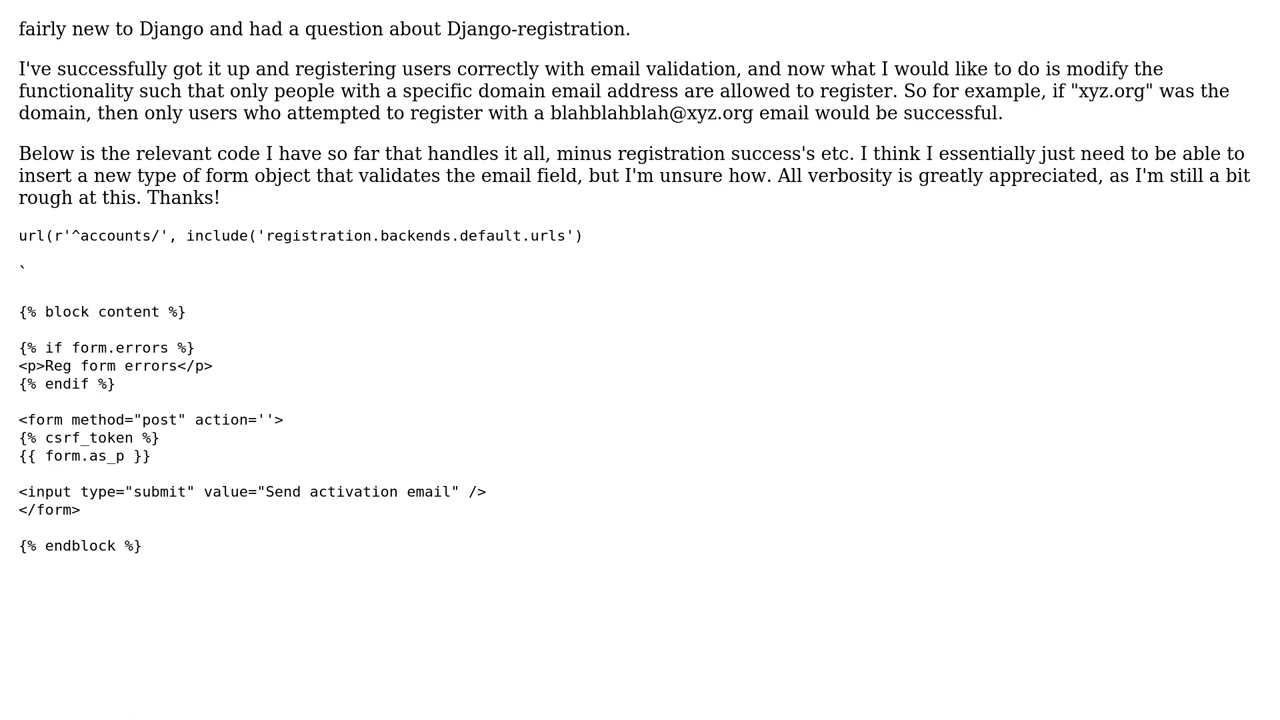 fairly new to Django and had a question about Django-registration.
I've successfully got it up and registering users correctly with email validation, and now what I would like to do is modify the
functionality such that only people with a specific domain email address are allowed to register. So for example, if "xyz.org" was the
domain, then only users who attempted to register with a blahblahblah@xyz.org email would be successful.
Below is the relevant code I have so far that handles it all, minus registration success's etc. I think I essentially just need to be able to
insert a new type of form object that validates the email field, but I'm unsure how. All verbosity is greatly appreciated, as I'm still a bit
rough at this. Thanks!
url(r'^accounts/', include('registration.backends.default.urls')
`
{% block content %}
{% if form.errors %}
<p>Reg form errors</p>
{% endif %}
<form method="post" action=''>
{% csrf_token %}
{{ form.as_p }}
<input type="submit" value="Send activation email" />
</form>
{% endblock %}